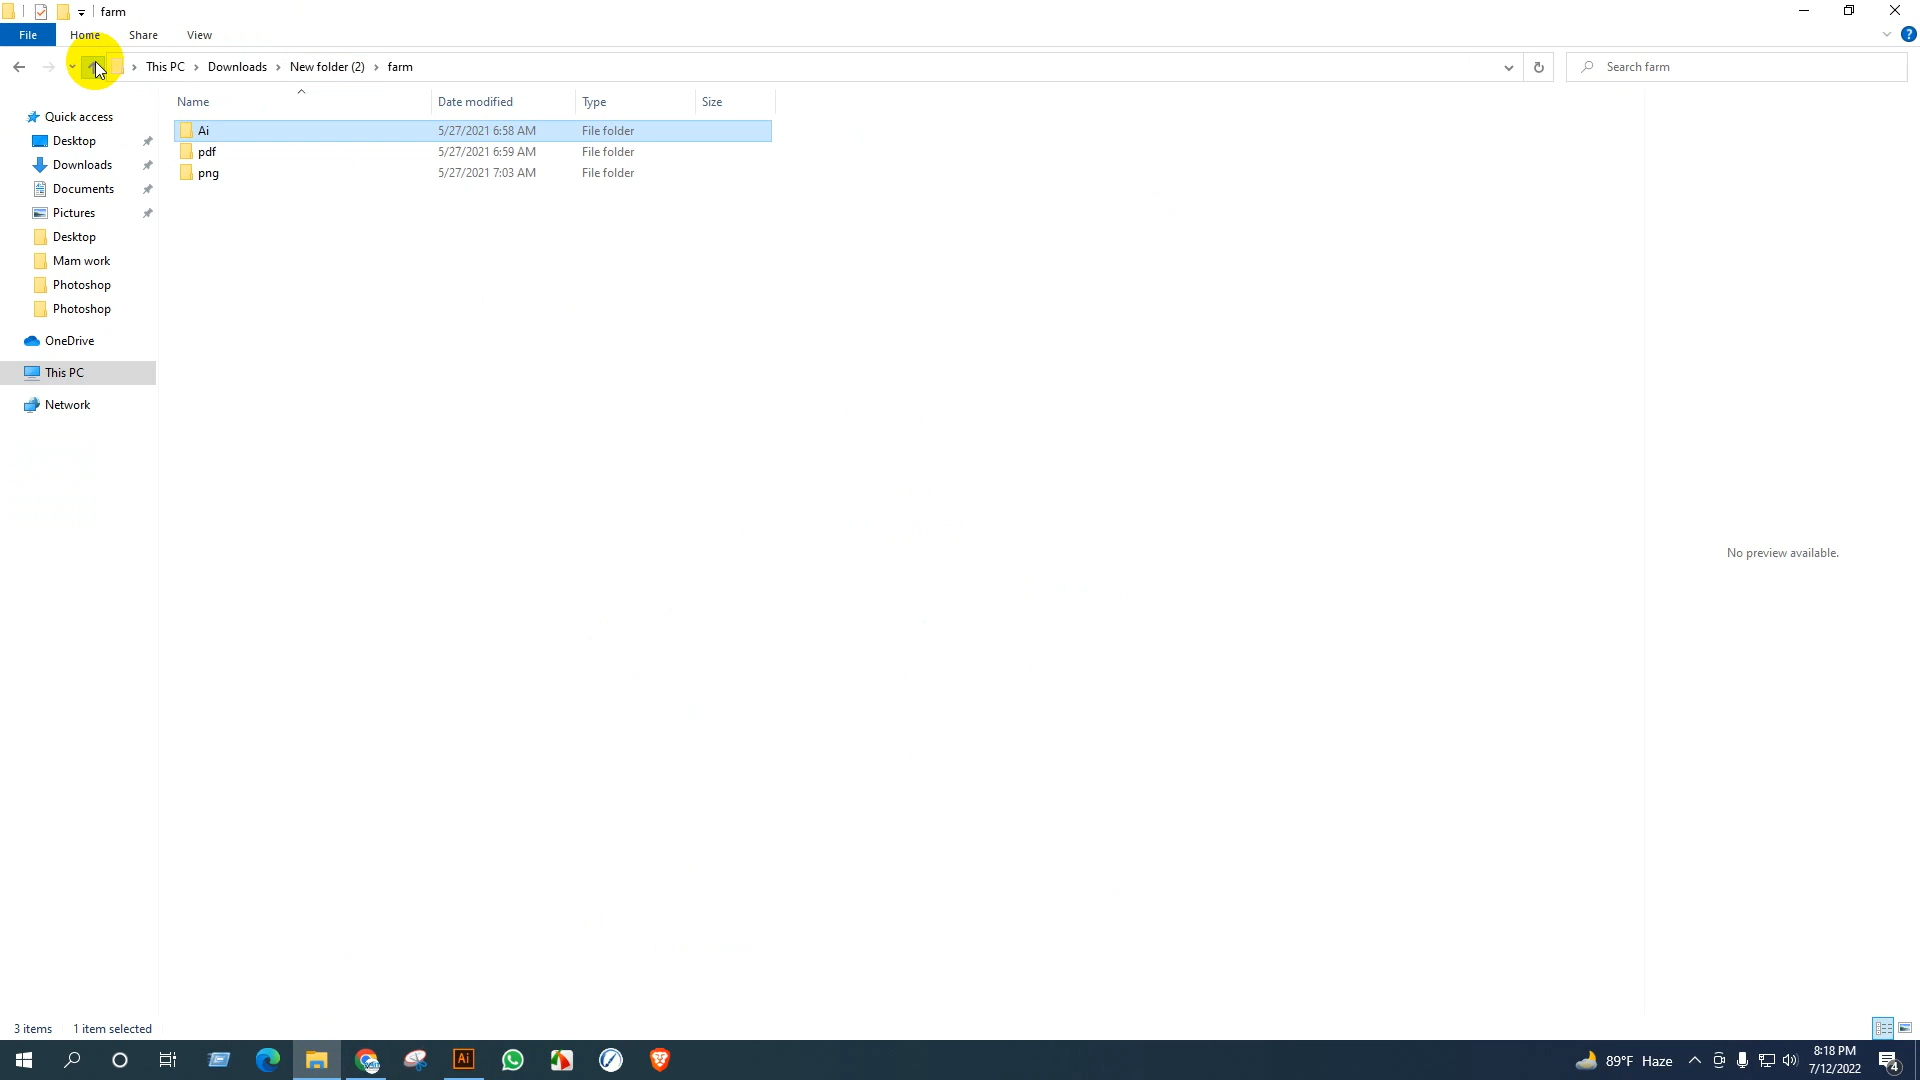 farm
File Home Share View
This PC Downloads New folder (2) farm Search farm
Name Date modified Type Size
Quick access
Desktop
Downloads
Documents
Pictures
Desktop
Mam work
Photoshop
Photoshop
OneDrive
This PC
Network
Ai 5/27/2021 6:58 AM File folder
pdf 5/27/2021 6:59 AM File folder
png 5/27/2021 7:03 AM File folder
No preview available.
3 items 1 item selected
Ai
89°F Haze
8:18 PM
7/12/2022
4